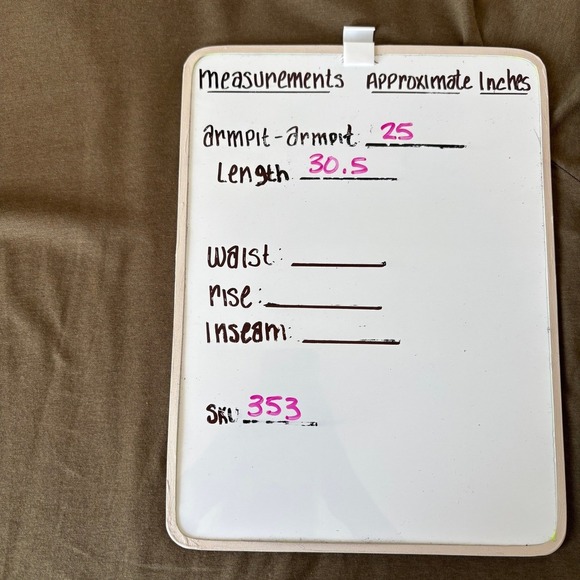 measurements Approximate Inches
armpit-armpit: 25
Length 30.5
waist:
rise:
Inseam:
SKU 353